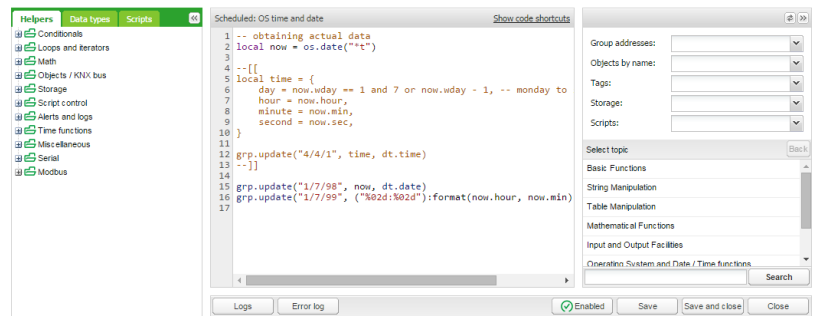 Helpers Data types Scripts
Conditionals
Loops and iterators
Math
Objects / KNX bus
Storage
Script control
Alerts and logs
Time functions
Miscellaneous
Serial
Modbus
Scheduled: OS time and date Show code shortcuts
1 -- obtaining actual data
2 local now = os.date("*t")
3
4 --[[
5 local time = {
6 day = now.wday == 1 and 7 or now.wday - 1, -- monday to
7 hour = now.hour,
8 minute = now.min,
9 second = now.sec,
10 }
11
12 grp.update("4/4/1", time, dt.time)
13 --]]
14
15 grp.update("1/7/98", now, dt.date)
16 grp.update("1/7/99", ("%02d:%02d"):format(now.hour, now.min)
17
Group addresses:
Objects by name:
Tags:
Storage:
Scripts:
Select topic Back
Basic Functions
String Manipulation
Table Manipulation
Mathematical Functions
Input and Output Facilities
Operating System and Date / Time functions
Search
Logs Error log Enabled Save Save and close Close